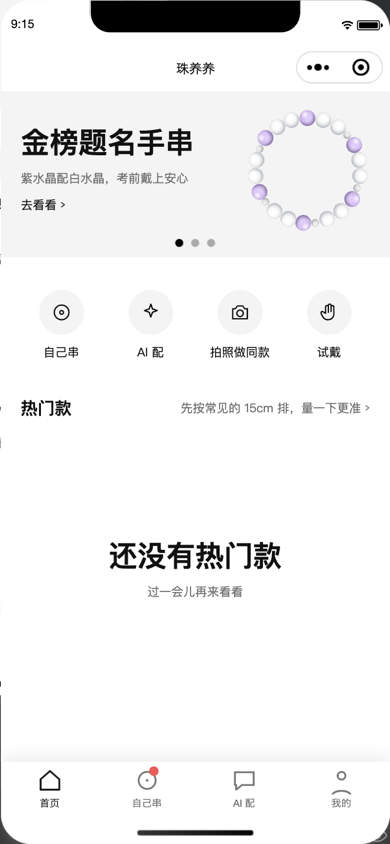 9:15
珠养养
金榜题名手串
紫水晶配白水晶，考前戴上安心
去看看 >
自己串
AI 配
拍照做同款
试戴
热门款
先按常见的 15cm 排，量一下更准 >
还没有热门款
过一会儿再来看看
首页
自己串
AI 配
我的